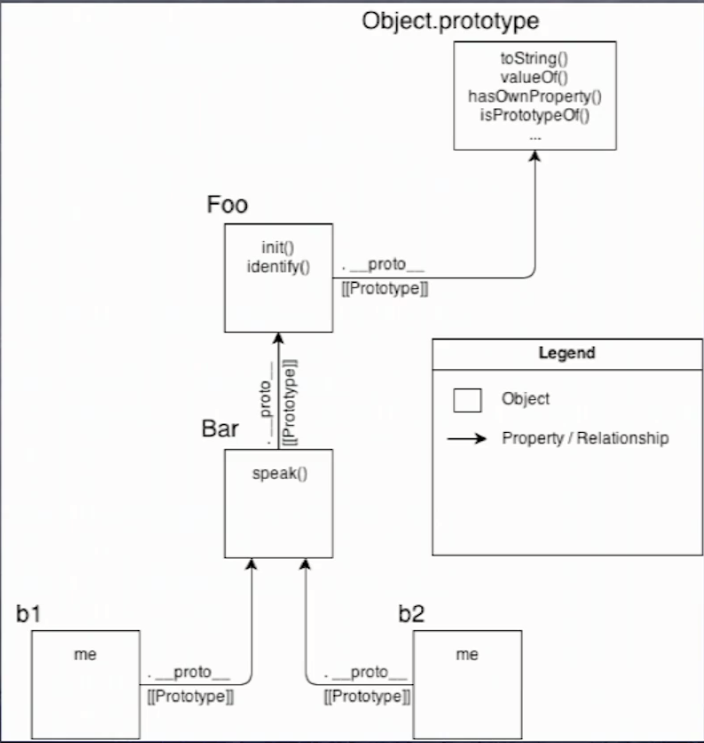 Object.prototype
toString()
valueOf()
hasOwnProperty()
isPrototypeOf()
...
Foo
init()
identify()
.__proto__
[[Prototype]]
.__proto__
[[Prototype]]
Legend
Object
Property / Relationship
Bar
speak()
b1
me
.__proto__
[[Prototype]]
b2
me
.__proto__
[[Prototype]]